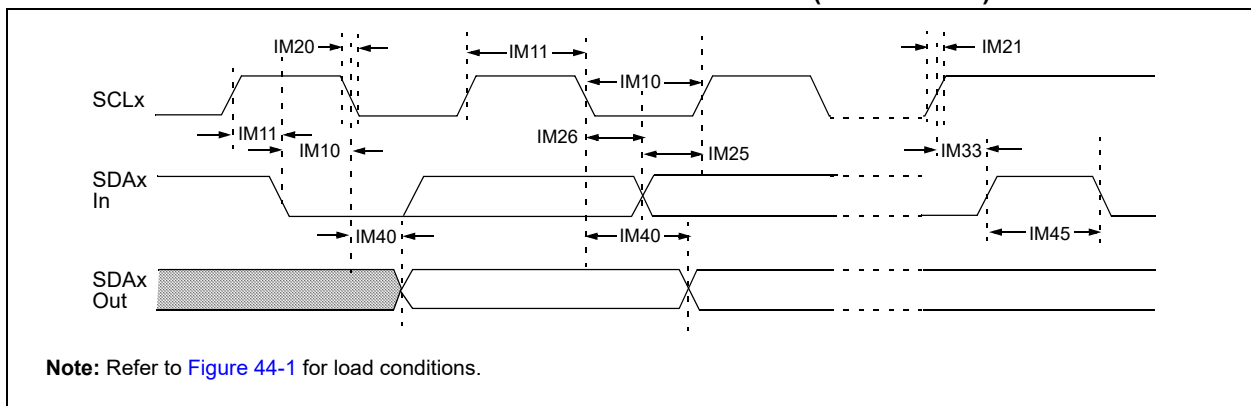 IM20
IM11
IM21
IM10
SCLx
IM11
IM26
IM10
IM25
IM33
SDAx
In
IM40
IM40
IM45
SDAx
Out
Note: Refer to Figure 44-1 for load conditions.